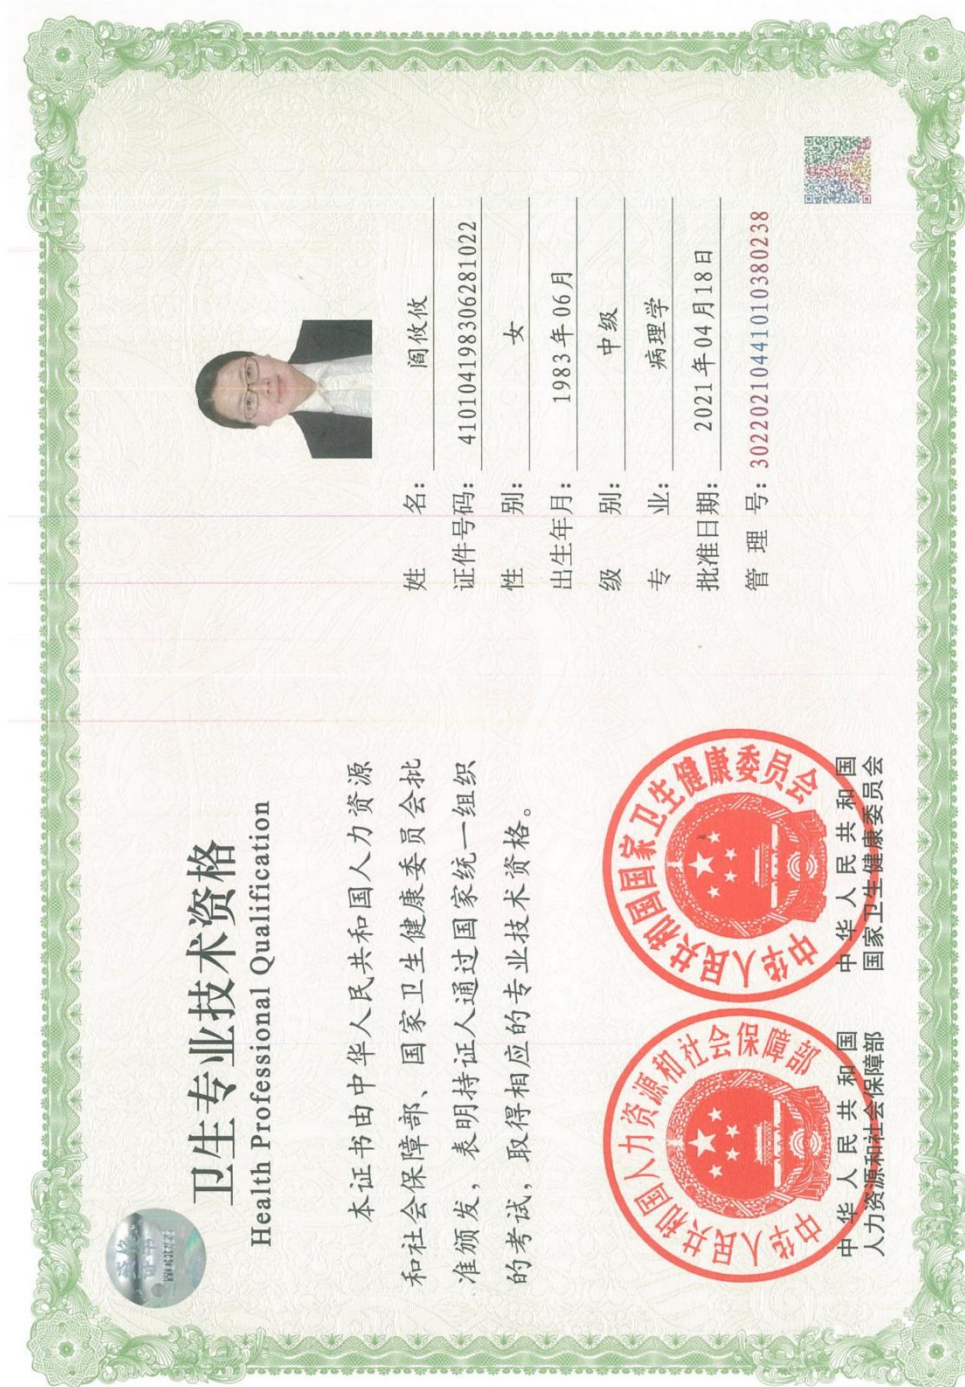 卫生专业技术资格
Health Professional Qualification
本证书由中华人民共和国人力资源
和社会保障部、国家卫生健康委员会批
准颁发，表明持证人通过国家统一组织
的考试，取得相应的专业技术资格。
中华人民共和国人力资源和社会保障部
中华人民共和国
人力资源和社会保障部
中华人民共和国国家卫生健康委员会
中华人民共和国
国家卫生健康委员会
姓名：阎攸攸
证件号码：410104198306281022
性别：女
出生年月：1983年06月
级别：中级
专业：病理学
批准日期：2021年04月18日
管理号：30220210441010380238